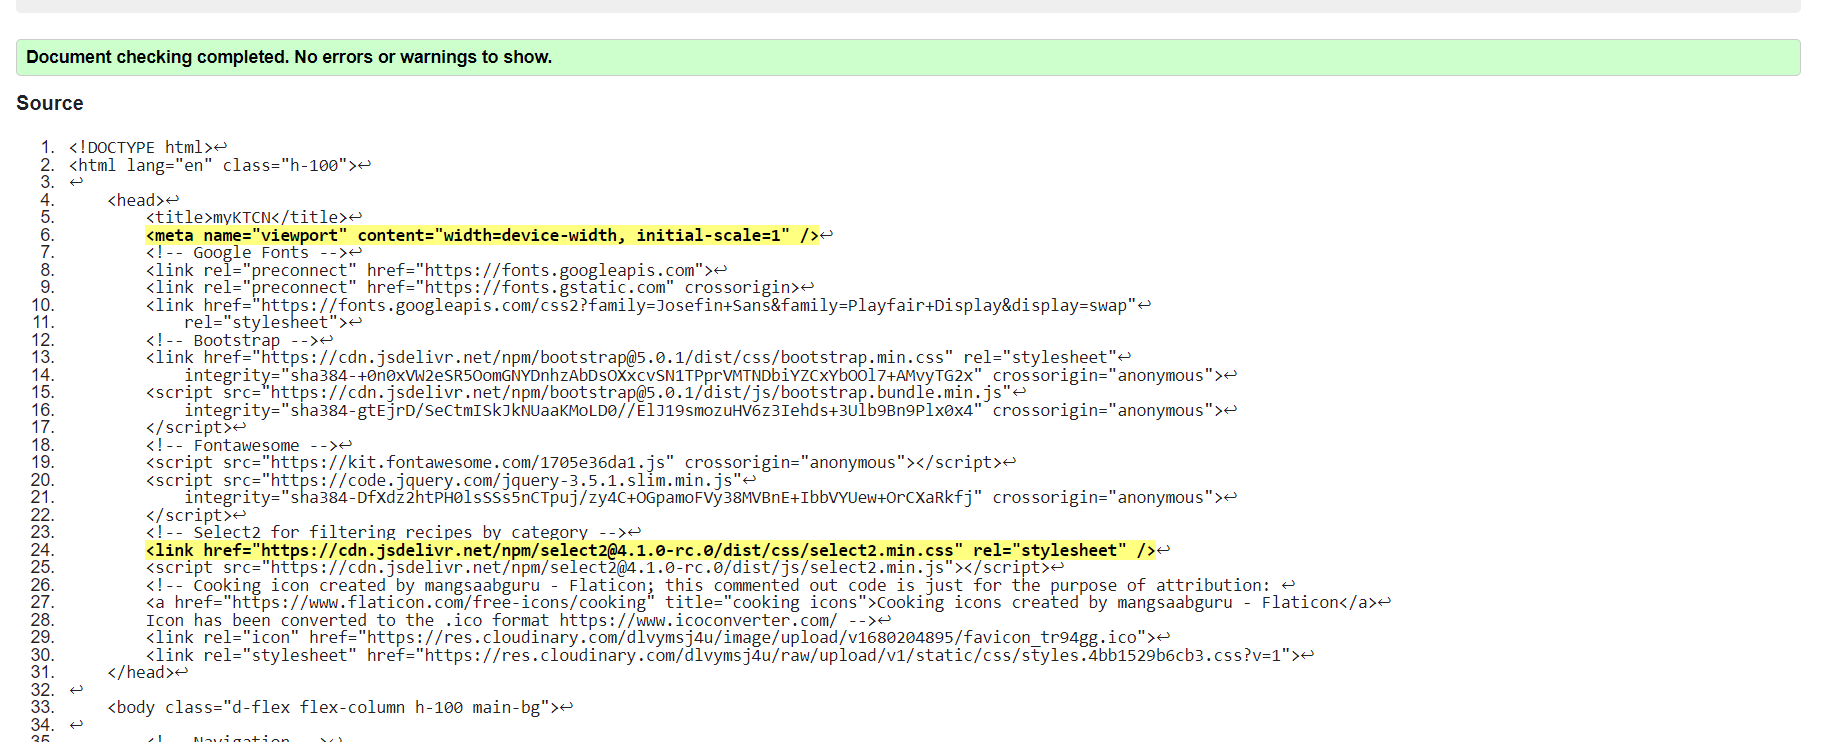 Document checking completed. No errors or warnings to show.
Source
1. <!DOCTYPE html>↩
2. <html lang="en" class="h-100">↩
3. ↩
4. <head>↩
5. <title>myKTCN</title>↩
6. <meta name="viewport" content="width=device-width, initial-scale=1" />↩
7. <!-- Google Fonts -->↩
8. <link rel="preconnect" href="https://fonts.googleapis.com">↩
9. <link rel="preconnect" href="https://fonts.gstatic.com" crossorigin>↩
10. <link href="https://fonts.googleapis.com/css2?family=Josefin+Sans&family=Playfair+Display&display=swap"↩
11. rel="stylesheet">↩
12. <!-- Bootstrap -->↩
13. <link href="https://cdn.jsdelivr.net/npm/bootstrap@5.0.1/dist/css/bootstrap.min.css" rel="stylesheet"↩
14. integrity="sha384-+0n0xVW2eSR5OomGNYDnhzAbDsOXxcvSN1TPprVMTNDbiYZCxYbOOl7+AMvyTG2x" crossorigin="anonymous">↩
15. <script src="https://cdn.jsdelivr.net/npm/bootstrap@5.0.1/dist/js/bootstrap.bundle.min.js"↩
16. integrity="sha384-gtEjrD/SeCtmISkJkNUaaKMoLD0//ElJ19smozuHV6z3Iehds+3Ulb9Bn9Plx0x4" crossorigin="anonymous">↩
17. </script>↩
18. <!-- Fontawesome -->↩
19. <script src="https://kit.fontawesome.com/1705e36da1.js" crossorigin="anonymous"></script>↩
20. <script src="https://code.jquery.com/jquery-3.5.1.slim.min.js"↩
21. integrity="sha384-DfXdz2htPH0lsSSs5nCTpuj/zy4C+OGpamoFVy38MVBnE+IbbVYUew+OrCXaRkfj" crossorigin="anonymous">↩
22. </script>↩
23. <!-- Select2 for filtering recipes by category -->↩
24. <link href="https://cdn.jsdelivr.net/npm/select2@4.1.0-rc.0/dist/css/select2.min.css" rel="stylesheet" />↩
25. <script src="https://cdn.jsdelivr.net/npm/select2@4.1.0-rc.0/dist/js/select2.min.js"></script>↩
26. <!-- Cooking icon created by mangsaabguru - Flaticon; this commented out code is just for the purpose of attribution: ↩
27. <a href="https://www.flaticon.com/free-icons/cooking" title="cooking icons">Cooking icons created by mangsaabguru - Flaticon</a>↩
28. Icon has been converted to the .ico format https://www.icoconverter.com/ -->↩
29. <link rel="icon" href="https://res.cloudinary.com/dlvymsj4u/image/upload/v1680204895/favicon_tr94gg.ico">↩
30. <link rel="stylesheet" href="https://res.cloudinary.com/dlvymsj4u/raw/upload/v1/static/css/styles.4bb1529b6cb3.css?v=1">↩
31. </head>↩
32. ↩
33. <body class="d-flex flex-column h-100 main-bg">↩
34. ↩
35. <!-- Navigation -->↩